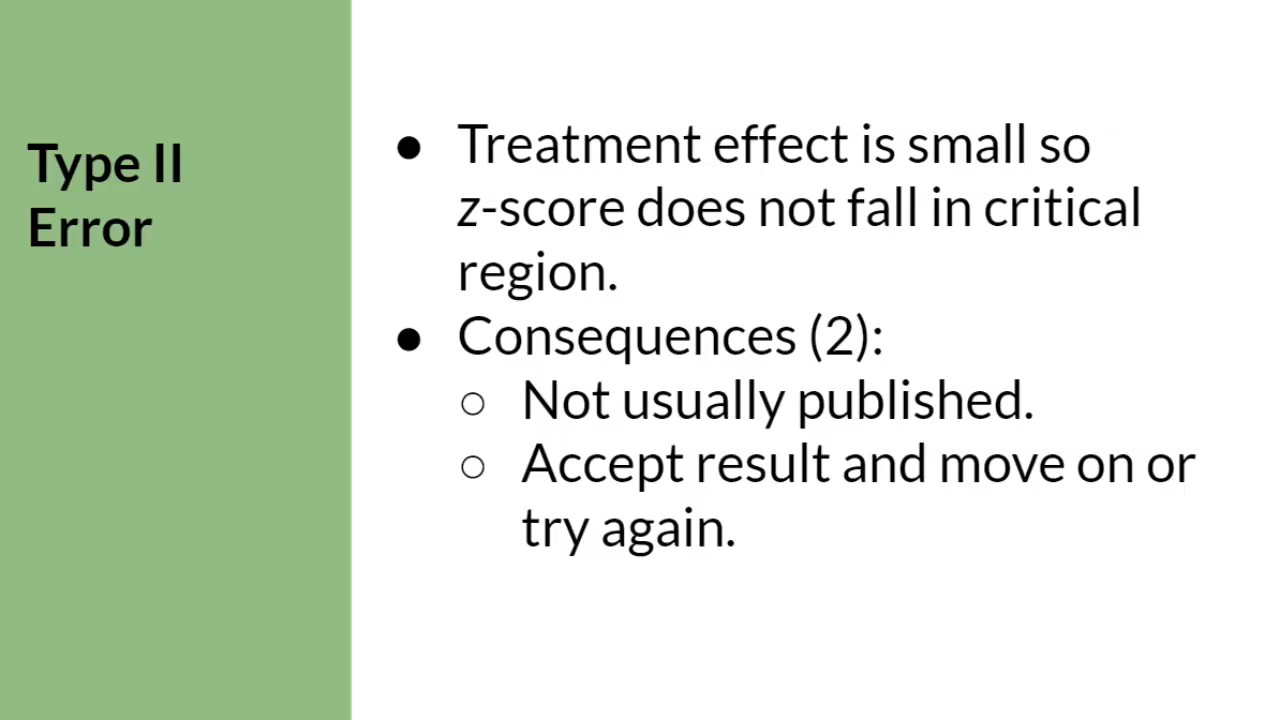 Type II
Error
● Treatment effect is small so
z-score does not fall in critical
region.
● Consequences (2):
○ Not usually published.
○ Accept result and move on or
try again.